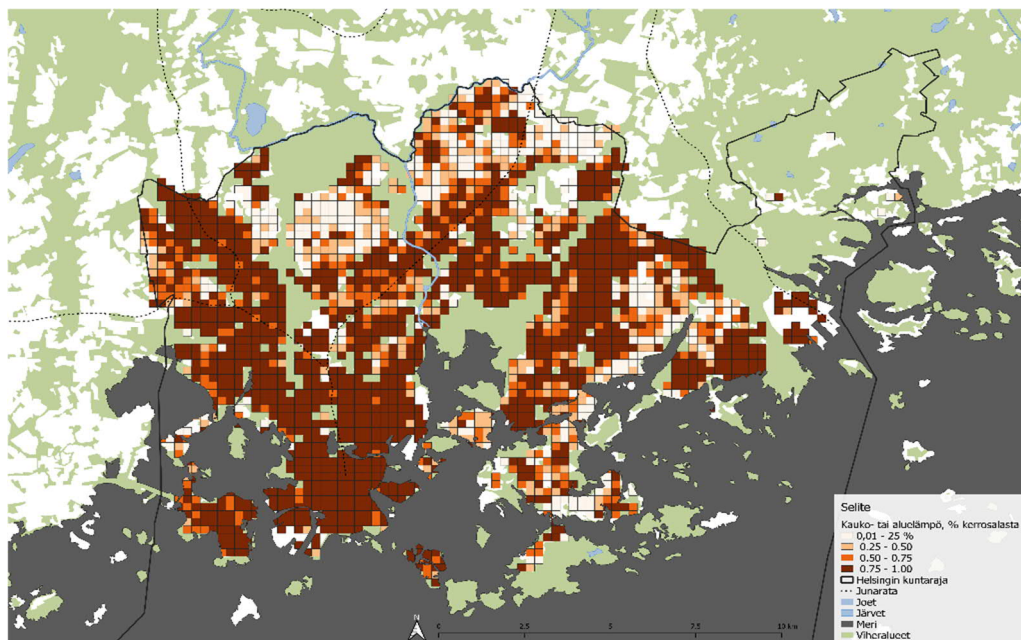 N
0
2.5
5
7.5
10 km
Selite
Kauko- tai aluelämpö, % kerrosalasta
0,01 - 25 %
0.25 - 0.50
0.50 - 0.75
0.75 - 1.00
Helsingin kuntaraja
Junarata
Joet
Järvet
Meri
Viheralueet